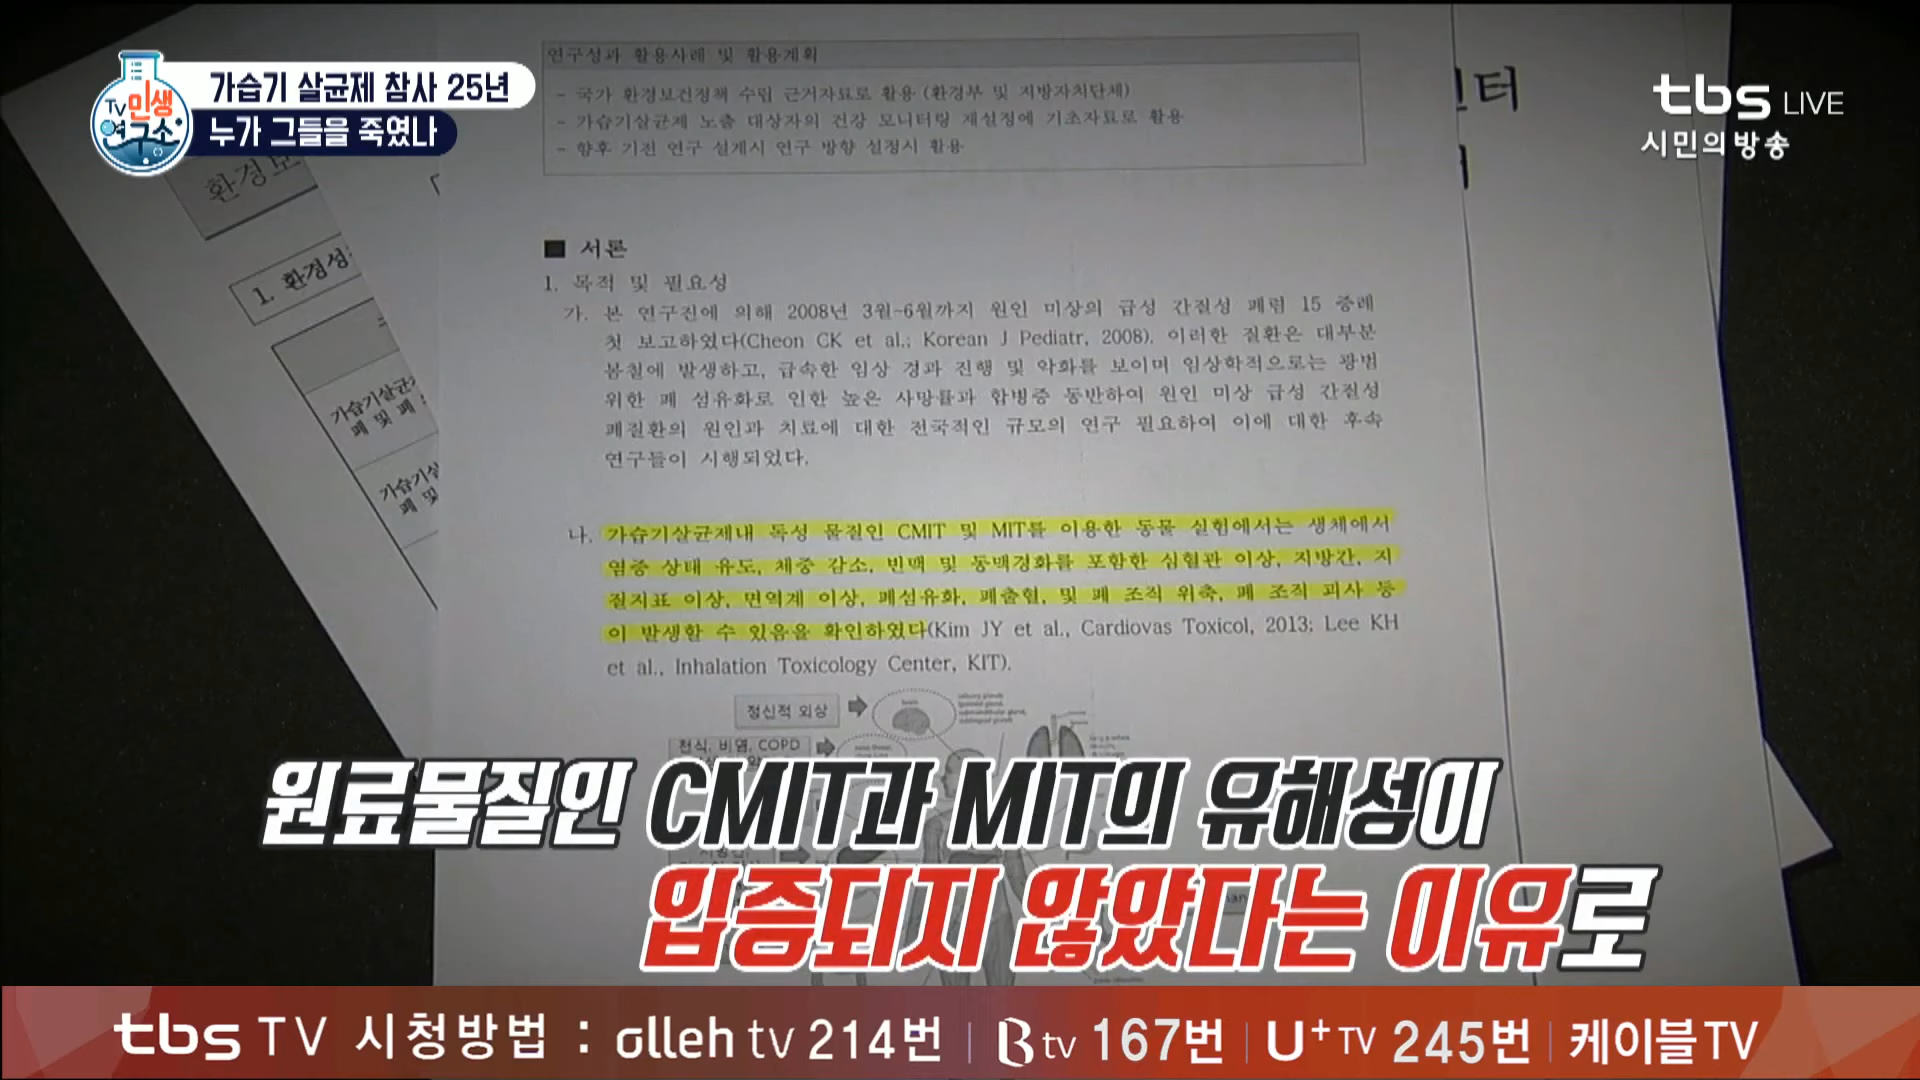 TV 민생
연구소
가습기 살균제 참사 25년
누가 그들을 죽였나
tbs LIVE
시민의방송
연구성과 활용사례 및 활용계획
- 국가 환경보건정책 수립 근거자료로 활용 (환경부 및 지방자치단체)
- 가습기살균제 노출 대상자의 건강 모니터링 재설정에 기초자료로 활용
- 향후 기전 연구 설계시 연구 방향 설정시 활용
환경보
1. 환경성
■ 서론
1. 목적 및 필요성
가. 본 연구진에 의해 2008년 3월~6월까지 원인 미상의 급성 간질성 폐렴 15 증례
첫 보고하였다(Cheon CK et al.; Korean J Pediatr, 2008). 이러한 질환은 대부분
봄철에 발생하고, 급속한 임상 경과 진행 및 악화를 보이며 임상학적으로는 광범
위한 폐 섬유화로 인한 높은 사망률과 합병증 동반하여 원인 미상 급성 간질성
폐질환의 원인과 치료에 대한 전국적인 규모의 연구 필요하여 이에 대한 후속
연구들이 시행되었다.
가습기살균
폐 및 폐
가습기살
폐 및
나. 가습기살균제내 독성 물질인 CMIT 및 MIT를 이용한 동물 실험에서는 생체에서
염증 상태 유도, 체중 감소, 빈맥 및 동맥경화를 포함한 심혈관 이상, 지방간, 지
질지표 이상, 면역계 이상, 폐섬유화, 폐출혈, 및 폐 조직 위축, 폐 조직 괴사 등
이 발생할 수 있음을 확인하였다(Kim JY et al., Cardiovas Toxicol, 2013; Lee KH
et al., Inhalation Toxicology Center, KIT).
정신적 외상
brain
천식, 비염, COPD
원료물질인 CMIT과 MIT의 유해성이
입증되지 않았다는 이유로
tbs TV 시청방법 : olleh tv 214번 | B tv 167번 | U+TV 245번 | 케이블TV